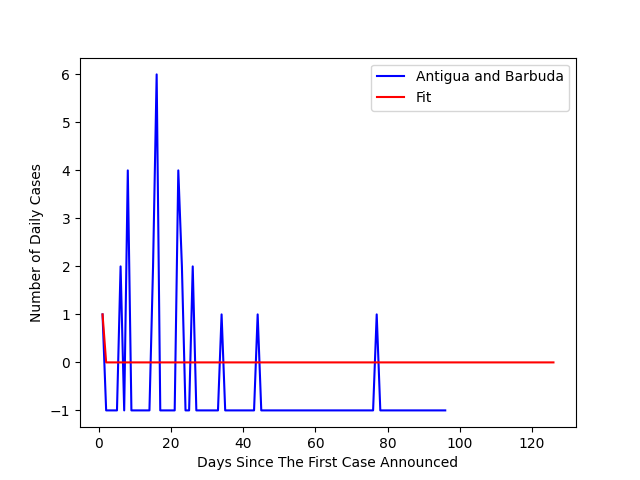 Antigua and Barbuda
Fit
Number of Daily Cases
6
5
4
3
2
1
0
−1
0 20 40 60 80 100 120
Days Since The First Case Announced